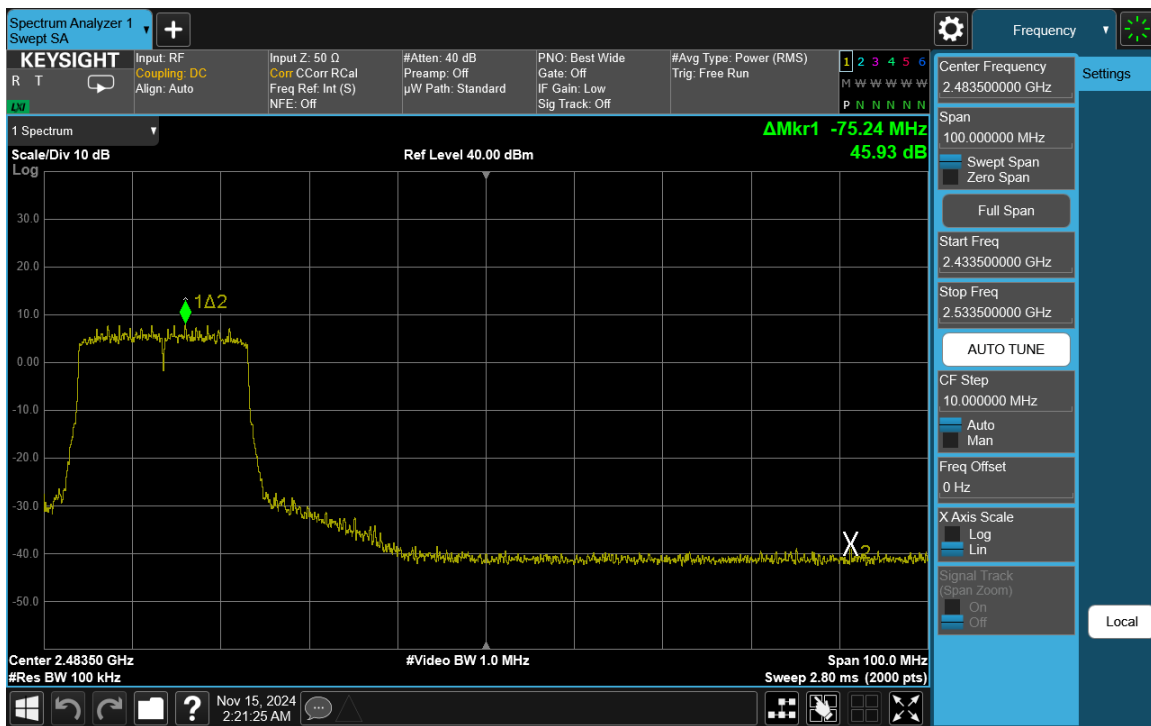 Spectrum Analyzer 1
Swept SA
Frequency
KEYSIGHT
R T
LXI
Input: RF
Coupling: DC
Align: Auto
Input Z: 50 Ω
Corr CCorr RCal
Freq Ref: Int (S)
NFE: Off
#Atten: 40 dB
Preamp: Off
µW Path: Standard
PNO: Best Wide
Gate: Off
IF Gain: Low
Sig Track: Off
#Avg Type: Power (RMS)
Trig: Free Run
1 2 3 4 5 6
M W W W W W
P N N N N N
Center Frequency
2.483500000 GHz
Settings
Span
100.000000 MHz
Swept Span
Zero Span
Full Span
Start Freq
2.433500000 GHz
Stop Freq
2.533500000 GHz
AUTO TUNE
CF Step
10.000000 MHz
Auto
Man
Freq Offset
0 Hz
X Axis Scale
Log
Lin
Signal Track
(Span Zoom)
On
Off
Local
1 Spectrum
ΔMkr1 -75.24 MHz
Scale/Div 10 dB
Ref Level 40.00 dBm
45.93 dB
Log
30.0
20.0
10.0
0.00
-10.0
-20.0
-30.0
-40.0
-50.0
1Δ2
X2
Center 2.48350 GHz
#Video BW 1.0 MHz
Span 100.0 MHz
#Res BW 100 kHz
Sweep 2.80 ms (2000 pts)
?
Nov 15, 2024
2:21:25 AM